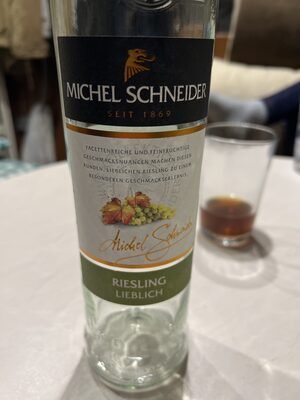 MICHEL SCHNEIDER
SEIT 1869
FACETTENREICHE UND FEINFRUCHTIGE
GESCHMACKSNUANCEN MACHEN DIESEN
RUNDEN, LIEBLICHEN RIESLING ZU EINEM
BESONDEREN GESCHMACKSERLEBNIS.
Michel Schneider
RIESLING
LIEBLICH